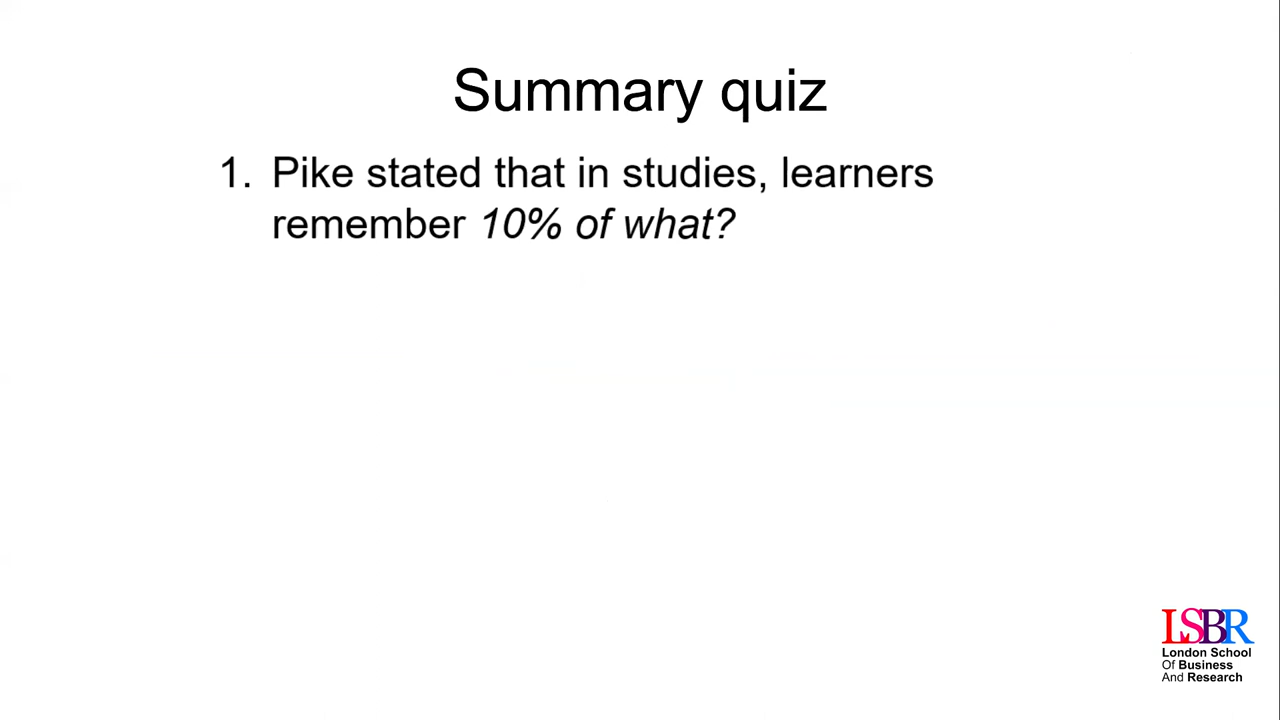 Summary quiz
1. Pike stated that in studies, learners
remember 10% of what?
LSBR
London School
Of Business
And Research